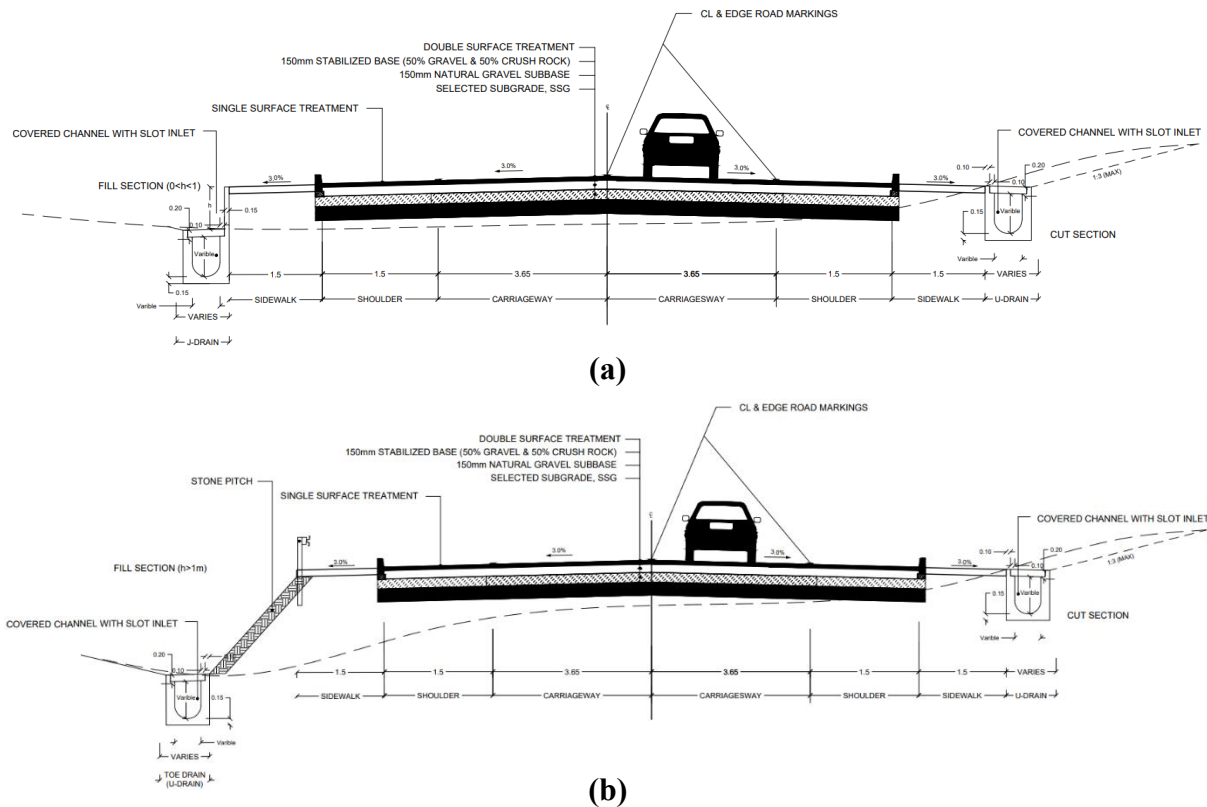 CL & EDGE ROAD MARKINGS
DOUBLE SURFACE TREATMENT
150mm STABILIZED BASE (50% GRAVEL & 50% CRUSH ROCK)
150mm NATURAL GRAVEL SUBBASE
SELECTED SUBGRADE, SSG
SINGLE SURFACE TREATMENT
COVERED CHANNEL WITH SLOT INLET
COVERED CHANNEL WITH SLOT INLET
3.0%
3.0%
3.0%
3.0%
0.10
0.20
0.10
1:3 (MAX)
FILL SECTION (0<h<1)
h
0.20
0.15
0.10
Varible
0.15
Varible
0.15
Varible
CUT SECTION
Varible
1.5
1.5
3.65
3.65
1.5
1.5
VARIES
SIDEWALK
SHOULDER
CARRIAGEWAY
CARRIAGESWAY
SHOULDER
SIDEWALK
U-DRAIN
VARIES
J-DRAIN
(a)
CL & EDGE ROAD MARKINGS
DOUBLE SURFACE TREATMENT
150mm STABILIZED BASE (50% GRAVEL & 50% CRUSH ROCK)
150mm NATURAL GRAVEL SUBBASE
SELECTED SUBGRADE, SSG
STONE PITCH
SINGLE SURFACE TREATMENT
COVERED CHANNEL WITH SLOT INLET
FILL SECTION (h>1m)
3.0%
3.0%
3.0%
3.0%
0.10
0.20
0.10
1:3 (MAX)
0.15
Varible
CUT SECTION
Varible
COVERED CHANNEL WITH SLOT INLET
0.20
0.10
Varible
0.15
Varible
1.5
1.5
3.65
3.65
1.5
1.5
VARIES
SIDEWALK
SHOULDER
CARRIAGEWAY
CARRIAGESWAY
SHOULDER
SIDEWALK
U-DRAIN
VARIES
TOE DRAIN
(U-DRAIN)
(b)